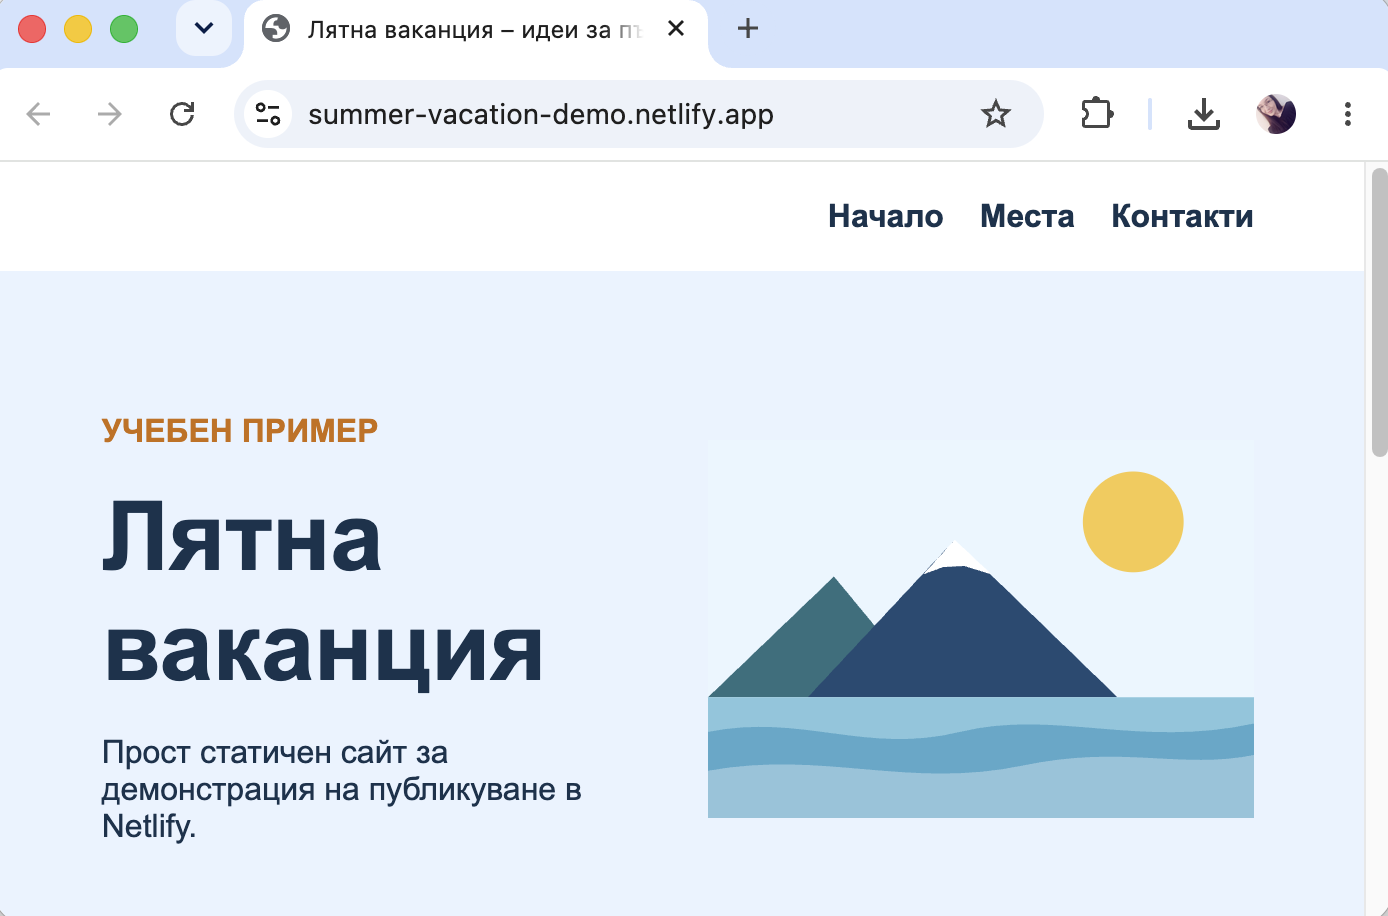 Лятна ваканция – идеи за
summer-vacation-demo.netlify.app
Начало Места Контакти
УЧЕБЕН ПРИМЕР
Лятна
ваканция
Прост статичен сайт за
демонстрация на публикуване в
Netlify.